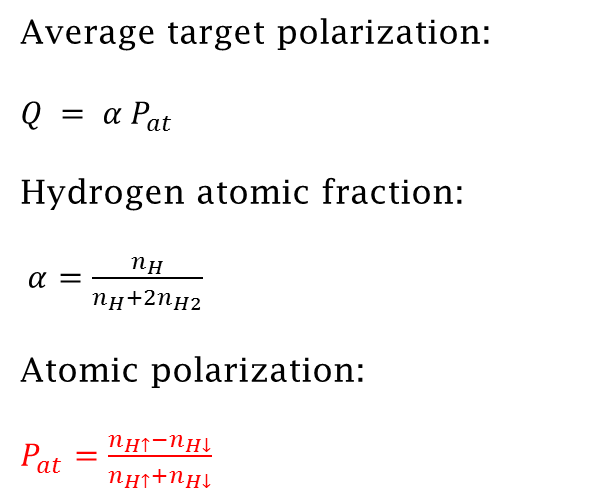 Average target polarization:
Q = α P_at
Hydrogen atomic fraction:
α = n_H / (n_H+2n_H2)
Atomic polarization:
P_at = (n_H↑−n_H↓) / (n_H↑+n_H↓)